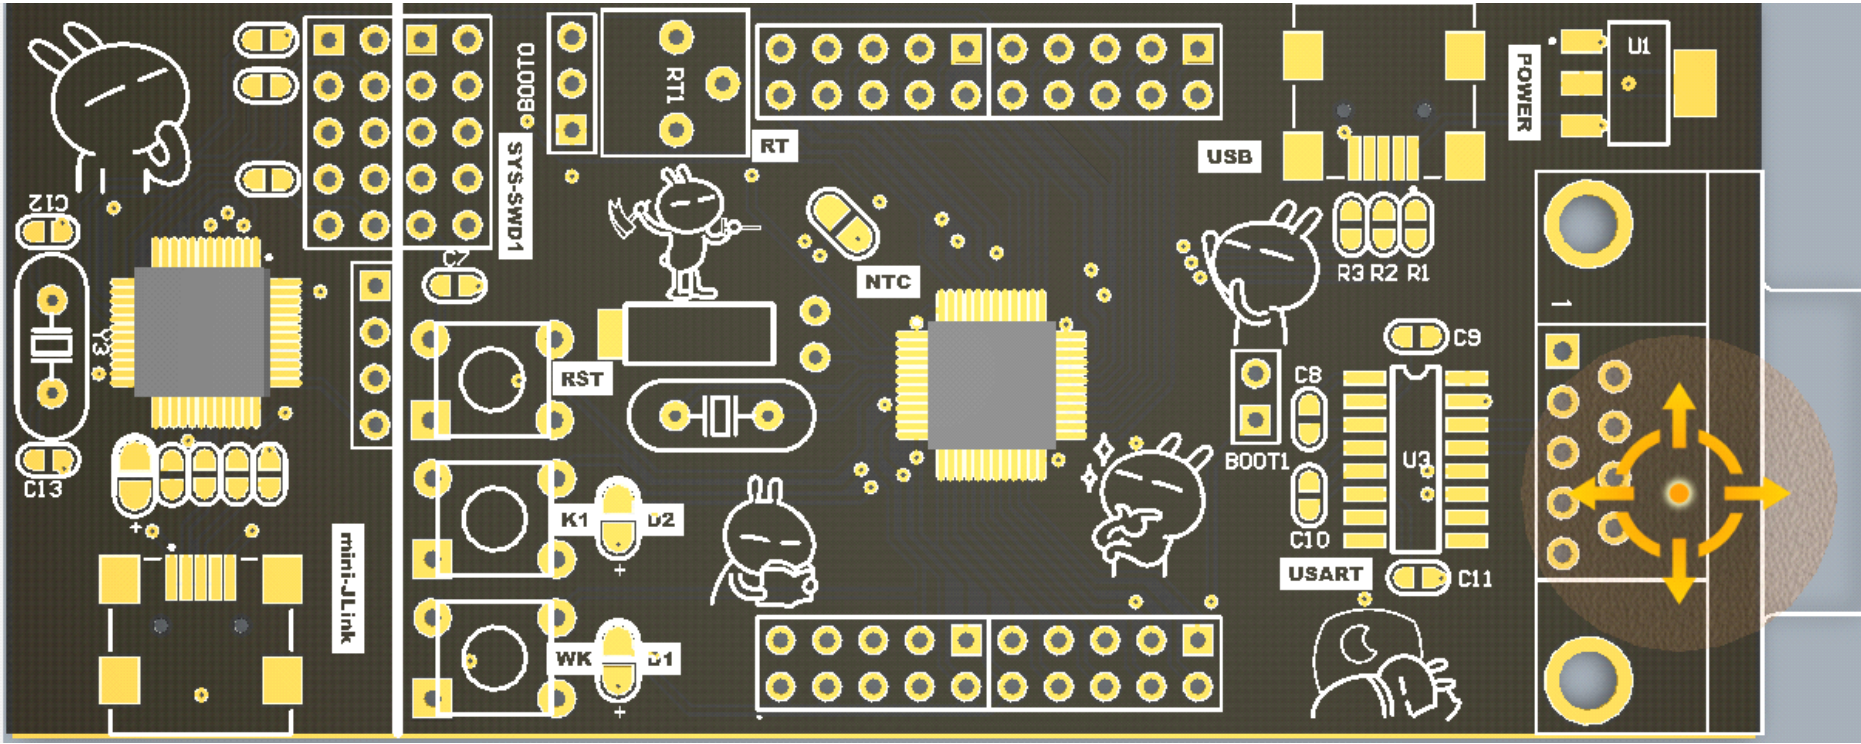 C12
Y3
C13
+
mini-JLink
SYS-SWD1
BOOT0
C7
RT1
RT
NTC
RST
K1
D2
+
WK
D1
+
USB
POWER
U1
R3 R2 R1
1
C9
C8
BOOT1
U3
C10
USART
C11